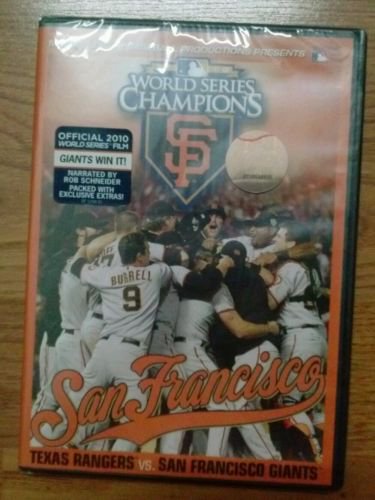 PRODUCTIONS PRESENTS
WORLD SERIES
CHAMPIONS
SF
OFFICIAL 2010
WORLD SERIES FILM
GIANTS WIN IT!
NARRATED BY
ROB SCHNEIDER
PACKED WITH
EXCLUSIVE EXTRAS!
BURRELL
9
San Francisco
TEXAS RANGERS VS. SAN FRANCISCO GIANTS